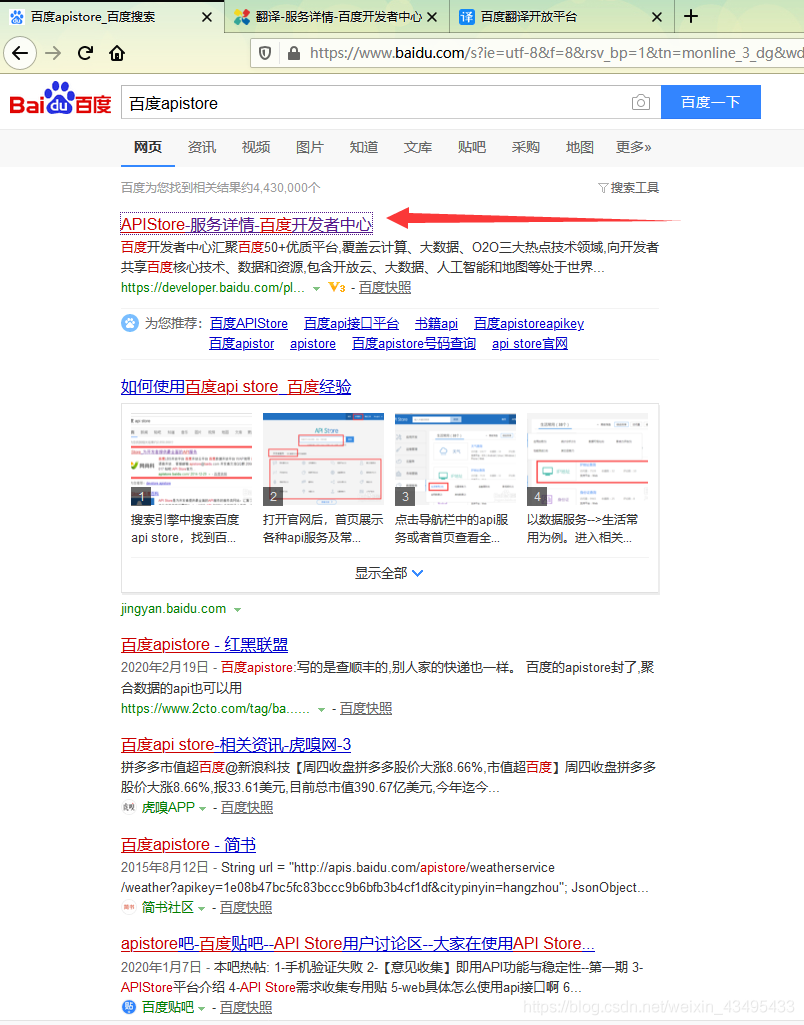 百度apistore_百度搜索
翻译-服务详情-百度开发者中心
百度翻译开放平台
https://www.baidu.com/s?ie=utf-8&f=8&rsv_bp=1&tn=monline_3_dg&wd
Baidu百度
百度apistore
百度一下
网页 资讯 视频 图片 知道 文库 贴吧 采购 地图 更多»
百度为您找到相关结果约4,430,000个
搜索工具
APIStore-服务详情-百度开发者中心
百度开发者中心汇聚百度50+优质平台,覆盖云计算、大数据、O2O三大热点技术领域,向开发者
共享百度核心技术、数据和资源,包含开放云、大数据、人工智能和地图等处于世界...
https://developer.baidu.com/pl... V3 - 百度快照
为您推荐: 百度APIStore 百度api接口平台 书籍api 百度apistoreapikey
百度apistor apistore 百度apistore号码查询 api store官网
如何使用百度api store_百度经验
1
2
3
4
搜索引擎中搜索百度
api store，找到百...
打开官网后，首页展示
各种api服务及常...
点击导航栏中的api服
务或者首页查看全...
以数据服务-->生活常
用为例。进入相关...
显示全部
jingyan.baidu.com
百度apistore - 红黑联盟
2020年2月19日 - 百度apistore:写的是查顺丰的,别人家的快递也一样。 百度的apistore封了,聚
合数据的api也可以用
https://www.2cto.com/tag/ba...... - 百度快照
百度api store-相关资讯-虎嗅网-3
拼多多市值超百度@新浪科技【周四收盘拼多多股价大涨8.66%,市值超百度】周四收盘拼多多
股价大涨8.66%,报33.61美元,目前总市值390.67亿美元,今年迄今...
虎嗅APP - 百度快照
百度apistore - 简书
2015年8月12日 - String url = "http://apis.baidu.com/apistore/weatherservice
/weather?apikey=1e08b47bc5fc83bccc9b6bfb3b4cf1df&citypinyin=hangzhou"; JsonObject...
简书社区 - 百度快照
apistore吧-百度贴吧--API Store用户讨论区--大家在使用API Store...
2020年1月7日 - 本吧热帖: 1-手机验证失败 2-【意见收集】即用API功能与稳定性--第一期 3-
APIStore平台介绍 4-API Store需求收集专用贴 5-web具体怎么使用api接口啊 6...
百度贴吧 - 百度快照
https://blog.csdn.net/weixin_43495433